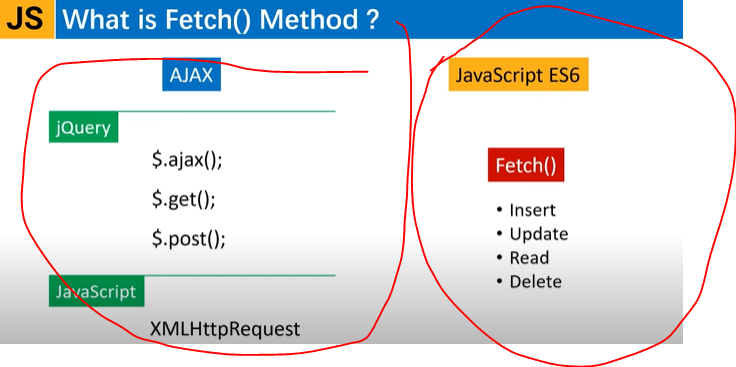 JS What is Fetch() Method ?
AJAX
jQuery
$.ajax();
$.get();
$.post();
JavaScript
XMLHttpRequest
JavaScript ES6
Fetch()
• Insert
• Update
• Read
• Delete